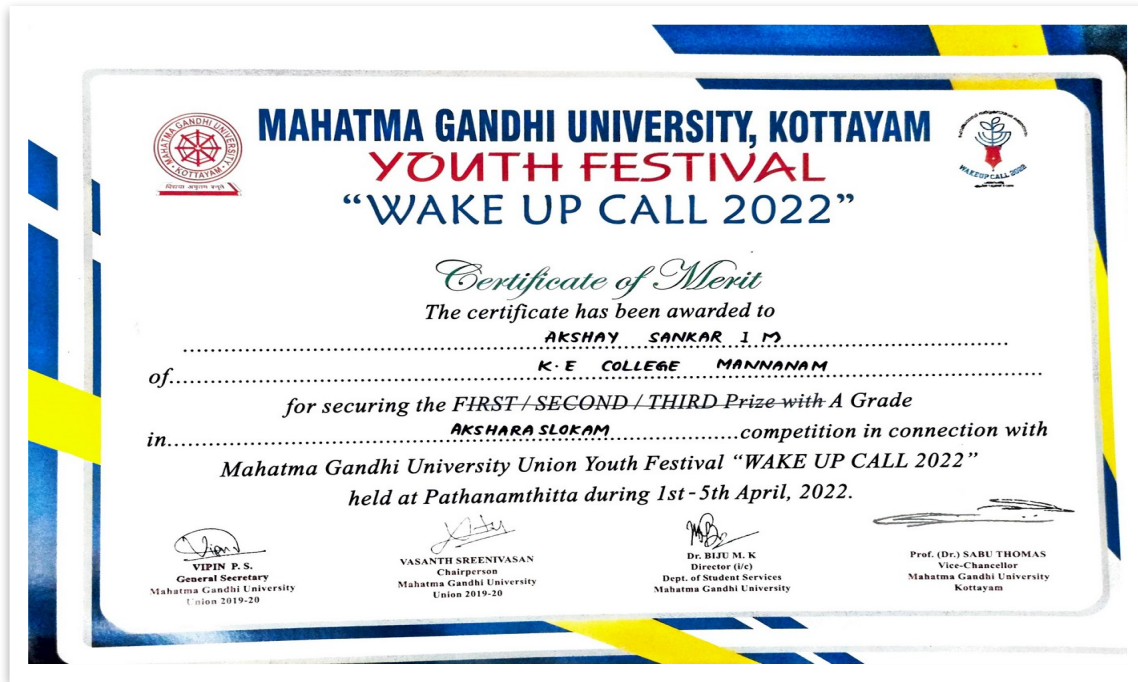 MAHATMA GANDHI UNIVERSITY, KOTTAYAM
YOUTH FESTIVAL
“WAKE UP CALL 2022”
MAHATMA GANDHI UNIVERSITY
KOTTAYAM
विद्यया अमृतम श्नुते
WAKEUP CALL 2022
Certificate of Merit
The certificate has been awarded to
AKSHAY SANKAR I M
of K.E COLLEGE MANNANAM
for securing the FIRST / SECOND / THIRD Prize with A Grade
in AKSHARA SLOKAM competition in connection with
Mahatma Gandhi University Union Youth Festival “WAKE UP CALL 2022”
held at Pathanamthitta during 1st-5th April, 2022.
VIPIN P. S.
General Secretary
Mahatma Gandhi University
Union 2019-20
VASANTH SREENIVASAN
Chairperson
Mahatma Gandhi University
Union 2019-20
Dr. BIJU M. K
Director (i/c)
Dept. of Student Services
Mahatma Gandhi University
Prof. (Dr.) SABU THOMAS
Vice-Chancellor
Mahatma Gandhi University
Kottayam